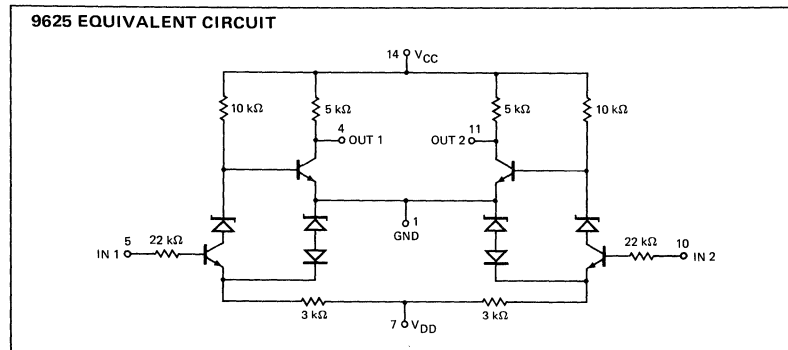 9625 EQUIVALENT CIRCUIT
14 VCC
10 kΩ
5 kΩ
5 kΩ
10 kΩ
4
OUT 1
11
OUT 2
1
GND
5
IN 1
22 kΩ
22 kΩ
10
IN 2
3 kΩ
3 kΩ
7 VDD